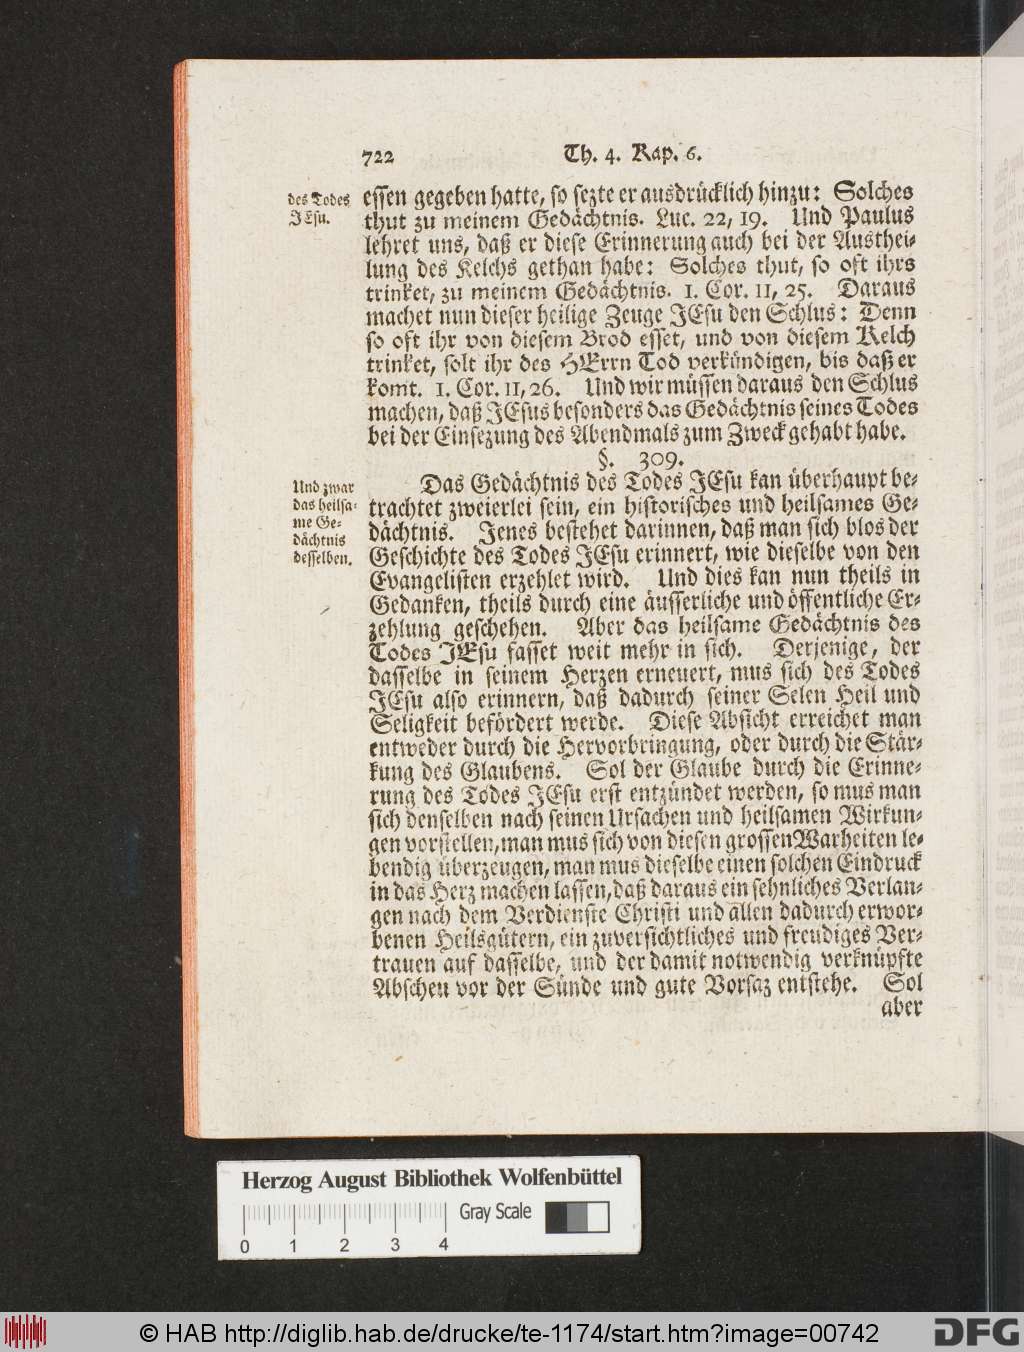 722 Th. 4. Kap. 6.
des Todes
JEsu.
essen gegeben hatte, so sezte er ausdrücklich hinzu: Solches
thut zu meinem Gedächtnis. Luc. 22, 19. Und Paulus
lehret uns, daß er diese Erinnerung auch bei der Austhei-
lung des Kelchs gethan habe: Solches thut, so oft ihrs
trinket, zu meinem Gedächtnis. 1. Cor. 11, 25. Daraus
machet nun dieser heilige Zeuge JEsu den Schlus: Denn
so oft ihr von diesem Brod esset, und von diesem Kelch
trinket, solt ihr des HErrn Tod verkündigen, bis daß er
komt. 1. Cor. 11, 26. Und wir müssen daraus den Schlus
machen, daß JEsus besonders das Gedächtnis seines Todes
bei der Einsezung des Abendmals zum Zweck gehabt habe.
§. 309.
Und zwar
das heilsa-
me Ge-
dächtnis
desselben.
Das Gedächtnis des Todes JEsu kan überhaupt be-
trachtet zweierlei sein, ein historisches und heilsames Ge-
dächtnis. Jenes bestehet darinnen, daß man sich blos der
Geschichte des Todes JEsu erinnert, wie dieselbe von den
Evangelisten erzehlet wird. Und dies kan nun theils in
Gedanken, theils durch eine äusserliche und öffentliche Er-
zehlung geschehen. Aber das heilsame Gedächtnis des
Todes JEsu fasset weit mehr in sich. Derjenige, der
dasselbe in seinem Herzen erneuert, mus sich des Todes
JEsu also erinnern, daß dadurch seiner Selen Heil und
Seligkeit befördert werde. Diese Absicht erreichet man
entweder durch die Hervorbringung, oder durch die Stär-
kung des Glaubens. Sol der Glaube durch die Erinne-
rung des Todes JEsu erst entzündet werden, so mus man
sich denselben nach seinen Ursachen und heilsamen Wirkun-
gen vorstellen, man mus sich von diesen grossen Warheiten le-
bendig überzeugen, man mus dieselbe einen solchen Eindruck
in das Herz machen lassen, daß daraus ein sehnliches Verlan-
gen nach dem Verdienste Christi und allen dadurch erwor-
benen Heilsgütern, ein zuversichtliches und freudiges Ver-
trauen auf dasselbe, und der damit notwendig verknüpfte
Abscheu vor der Sünde und gute Vorsaz entstehe. Sol
aber
Herzog August Bibliothek Wolfenbüttel
Gray Scale
0 1 2 3 4
© HAB http://diglib.hab.de/drucke/te-1174/start.htm?image=00742
DFG